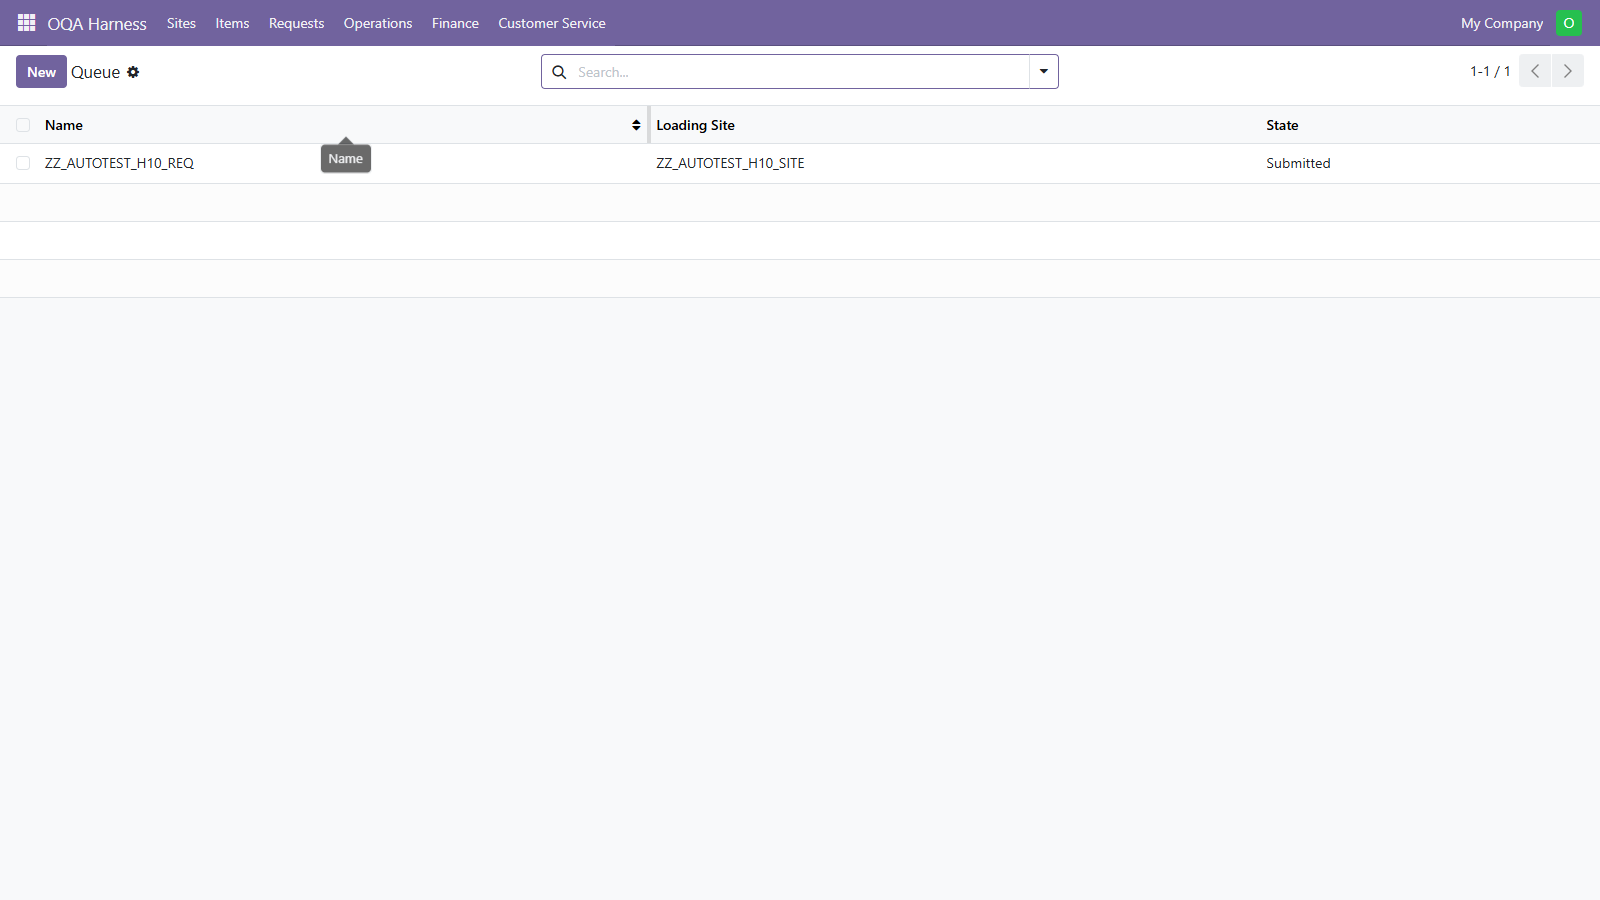 OQA Harness Sites Items Requests Operations Finance Customer Service My Company O
New Queue Search... 1-1 / 1
Name Loading Site State
ZZ_AUTOTEST_H10_REQ ZZ_AUTOTEST_H10_SITE Submitted
Name